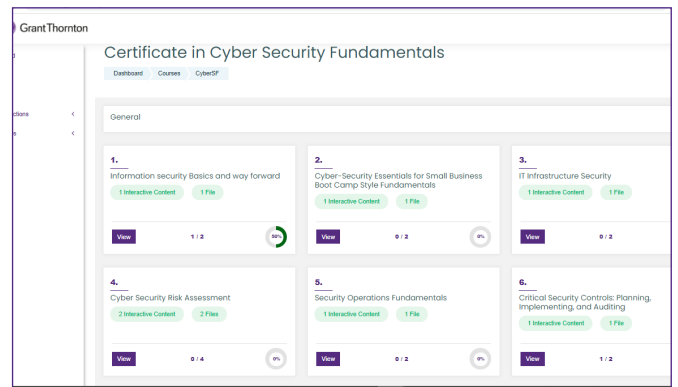 Grant Thornton
Certificate in Cyber Security Fundamentals
Dashboard Courses CyberSF
ctions <
s <
General
1.
Information security Basics and way forward
1 Interactive Content 1 File
View 1 / 2 50%
2.
Cyber-Security Essentials for Small Business
Boot Camp Style Fundamentals
1 Interactive Content 1 File
View 0 / 2 0%
3.
IT Infrastructure Security
1 Interactive Content 1 File
View 0 / 2
4.
Cyber Security Risk Assessment
2 Interactive Content 2 Files
View 0 / 4 0%
5.
Security Operations Fundamentals
1 Interactive Content 1 File
View 0 / 2 0%
6.
Critical Security Controls: Planning,
Implementing, and Auditing
1 Interactive Content 1 File
View 1 / 2